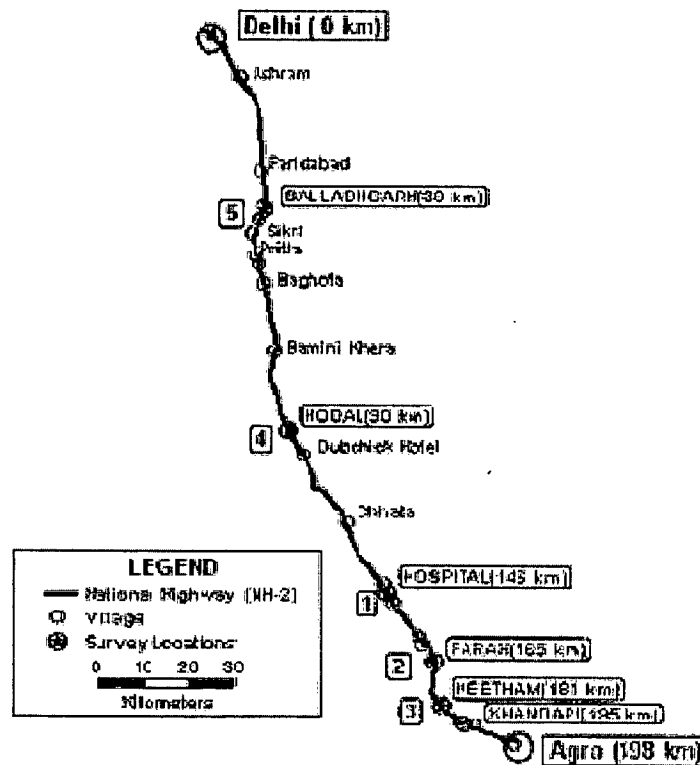 Delhi ( 0 km)
Ashram
Faridabad
BALLABHGARH(30 km)
5
Sikri
Baghola
Bamini Khera
HODAL(90 km)
4
Dabchick Hotel
Chhata
HOSPITAL(145 km)
1
FARAH(165 km)
2
KEETHAM(181 km)
3
KHANDARI(195 km)
Agra (198 km)
LEGEND
National Highway (NH-2)
Village
Survey Locations
0 10 20 30
Kilometers